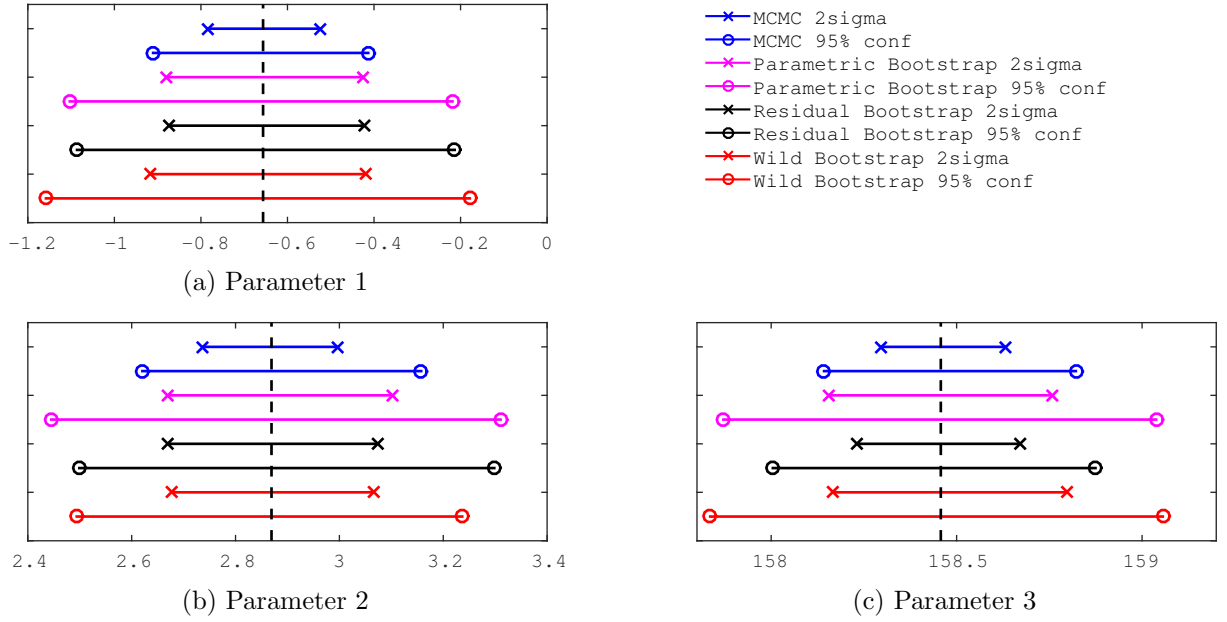 MCMC 2sigma
MCMC 95% conf
Parametric Bootstrap 2sigma
Parametric Bootstrap 95% conf
Residual Bootstrap 2sigma
Residual Bootstrap 95% conf
Wild Bootstrap 2sigma
Wild Bootstrap 95% conf
−1.2 −1 −0.8 −0.6 −0.4 −0.2 0
(a) Parameter 1
2.4 2.6 2.8 3 3.2 3.4
(b) Parameter 2
158 158.5 159
(c) Parameter 3